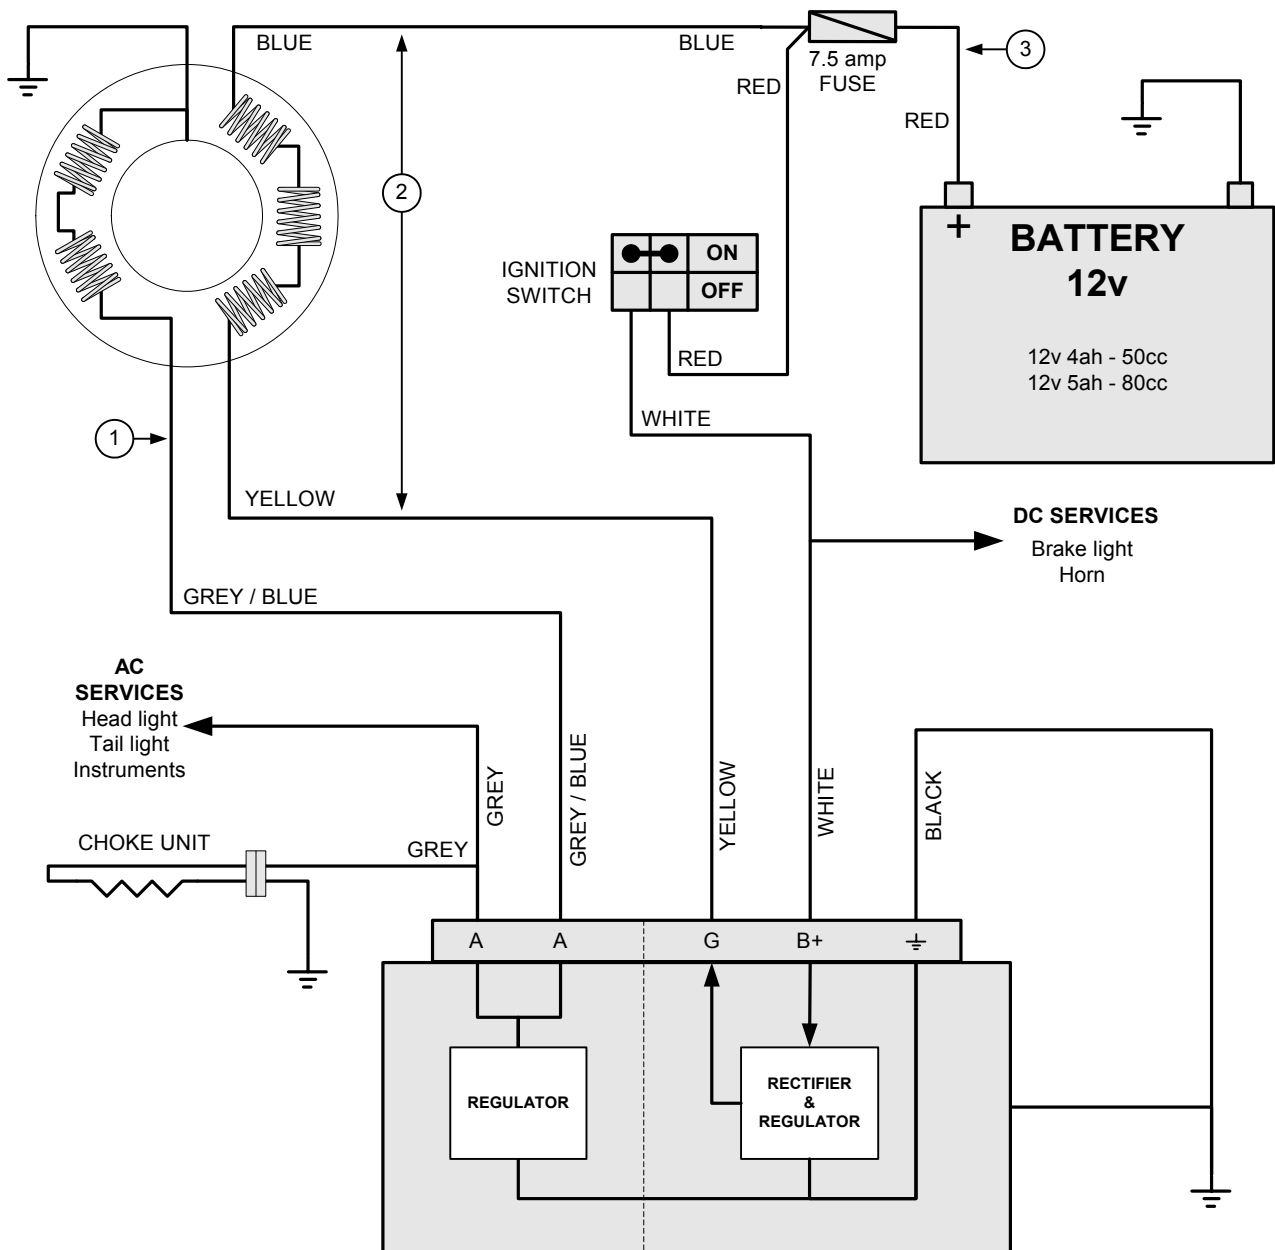 BLUE
BLUE
7.5 amp
FUSE
3
RED
RED
2
+
BATTERY
12v
12v 4ah - 50cc
12v 5ah - 80cc
IGNITION
SWITCH
ON
OFF
RED
WHITE
1
YELLOW
DC SERVICES
Brake light
Horn
GREY / BLUE
AC
SERVICES
Head light
Tail light
Instruments
GREY
GREY / BLUE
YELLOW
WHITE
BLACK
CHOKE UNIT
GREY
A
A
G
B+
REGULATOR
RECTIFIER
&
REGULATOR